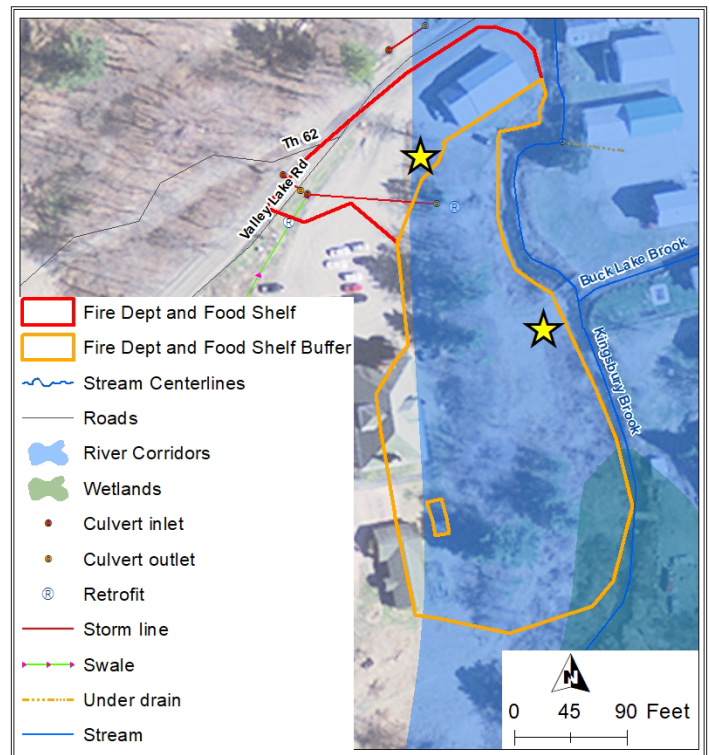 Th 62
Valley Lake Rd
Buck Lake Brook
Kingsbury Brook
Fire Dept and Food Shelf
Fire Dept and Food Shelf Buffer
Stream Centerlines
Roads
River Corridors
Wetlands
Culvert inlet
Culvert outlet
R Retrofit
Storm line
Swale
Under drain
Stream
N
0 45 90 Feet
R
R